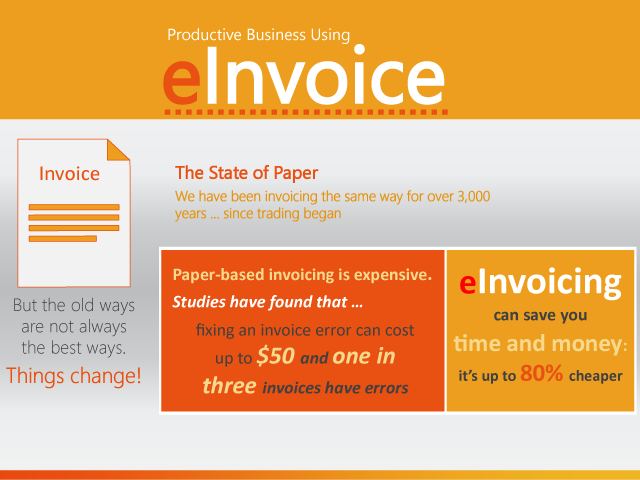 Productive Business Using
eInvoice
Invoice
The State of Paper
We have been invoicing the same way for over 3,000
years ... since trading began
But the old ways
are not always
the best ways.
Things change!
Paper-based invoicing is expensive.
Studies have found that ...
fixing an invoice error can cost
up to $50 and one in
three invoices have errors
eInvoicing
can save you
time and money:
it's up to 80% cheaper